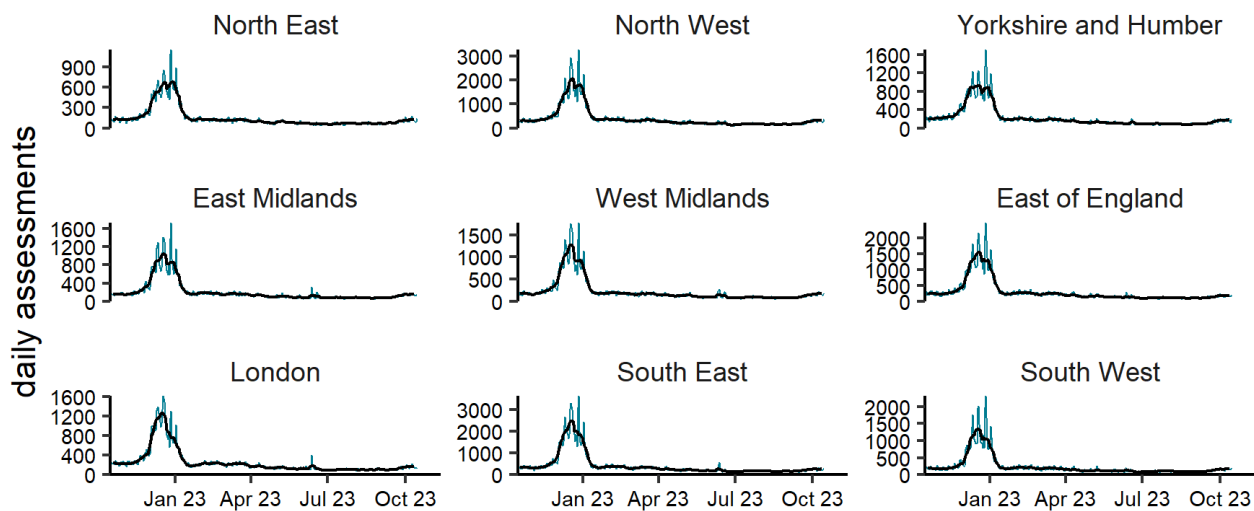 North East North West Yorkshire and Humber
900 3000 1600
600 2000 1200
300 1000 800
0 0 400
0
daily assessments
East Midlands West Midlands East of England
1600 1500 2000
1200 1000 1500
800 500 1000
400 0 500
0 0
London South East South West
1600 3000 2000
1200 2000 1500
800 1000 1000
400 0 500
0 0
Jan 23 Apr 23 Jul 23 Oct 23 Jan 23 Apr 23 Jul 23 Oct 23 Jan 23 Apr 23 Jul 23 Oct 23